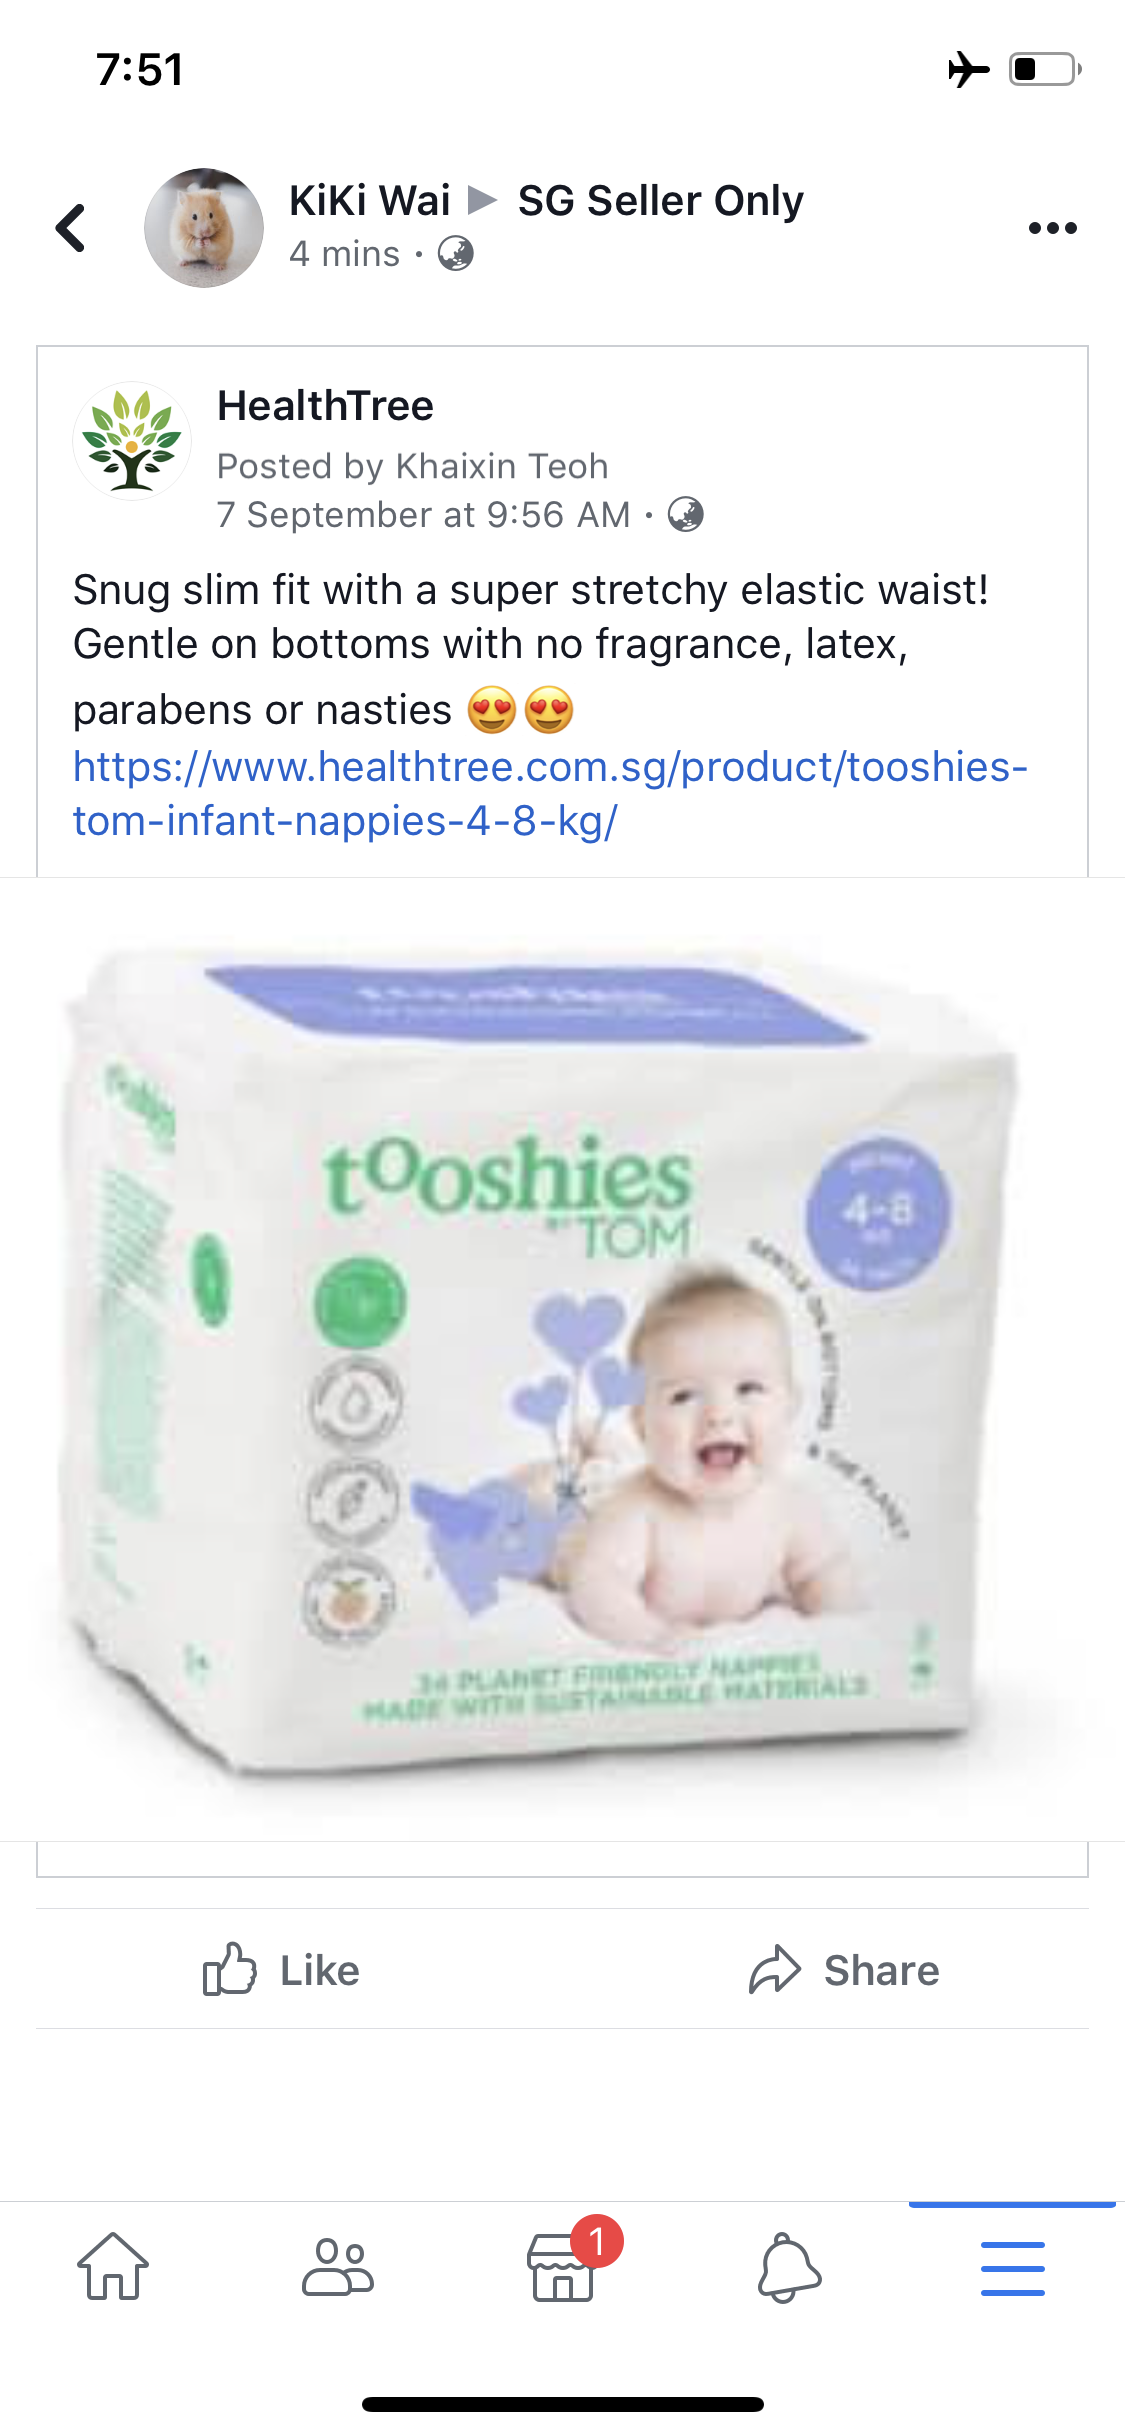 7:51
KiKi Wai ▶ SG Seller Only
4 mins ·
HealthTree
Posted by Khaixin Teoh
7 September at 9:56 AM ·
Snug slim fit with a super stretchy elastic waist!
Gentle on bottoms with no fragrance, latex,
parabens or nasties 😍😍
https://www.healthtree.com.sg/product/tooshies-
tom-infant-nappies-4-8-kg/
tooshies
BY TOM
4-8
GENTLE ON BOTTOMS & THE PLANET
34 PLANET FRIENDLY NAPPIES
MADE WITH SUSTAINABLE MATERIALS
Like
Share
1